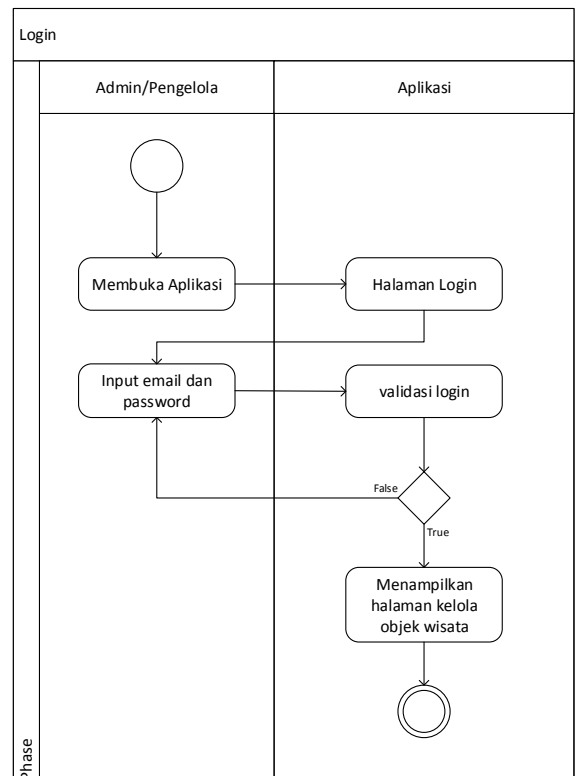 Login
Admin/Pengelola
Aplikasi
Membuka Aplikasi
Halaman Login
Input email dan
password
validasi login
False
True
Menampilkan
halaman kelola
objek wisata
Phase